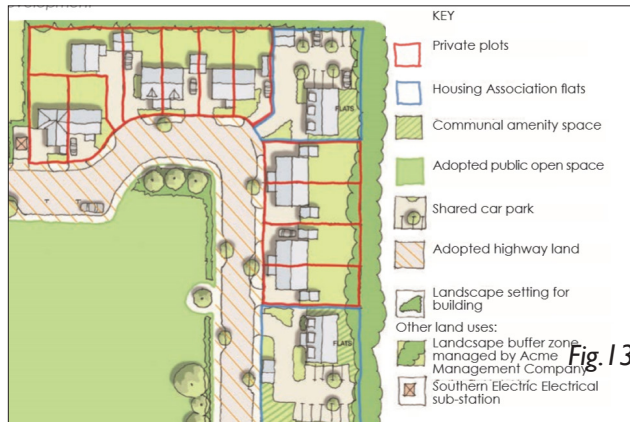 KEY
Private plots
Housing Association flats
Communal amenity space
Adopted public open space
Shared car park
Adopted highway land
Landscape setting for
building
Other land uses:
Landscape buffer zone
managed by Acme
Management Company
Southern Electric Electrical
sub-station
Fig.13
FLATS
FLATS